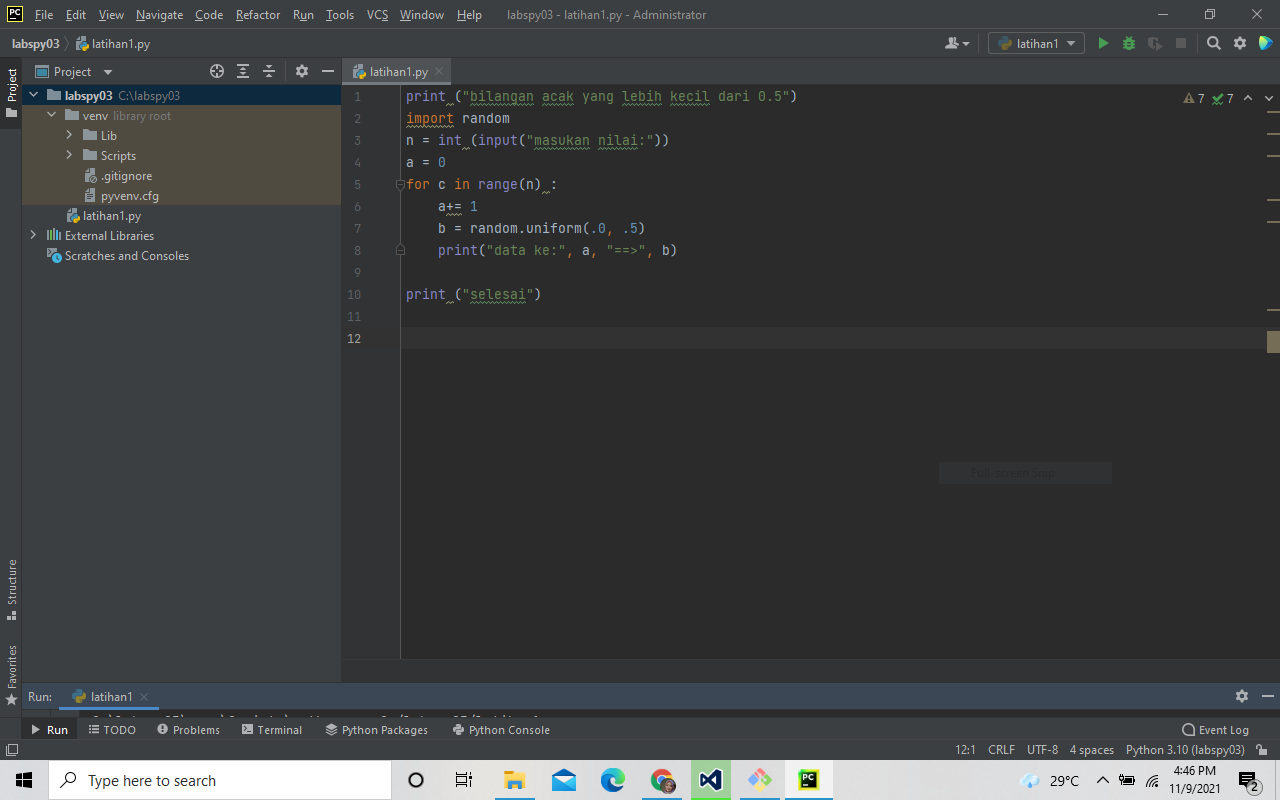 PC File Edit View Navigate Code Refactor Run Tools VCS Window Help labspy03 - latihan1.py - Administrator
labspy03 latihan1.py latihan1
Project
Project
latihan1.py
labspy03 C:\labspy03
venv library root
Lib
Scripts
.gitignore
pyvenv.cfg
latihan1.py
External Libraries
Scratches and Consoles
7 7
1 print ("bilangan acak yang lebih kecil dari 0.5")
2 import random
3 n = int (input("masukan nilai:"))
4 a = 0
5 for c in range(n) :
6 a+= 1
7 b = random.uniform(.0, .5)
8 print("data ke:", a, "==>", b)
9
10 print ("selesai")
11
12
Full-screen Snip
Structure
Favorites
Run: latihan1
Run TODO Problems Terminal Python Packages Python Console Event Log
12:1 CRLF UTF-8 4 spaces Python 3.10 (labspy03)
Type here to search
PC
29°C
4:46 PM
11/9/2021
2